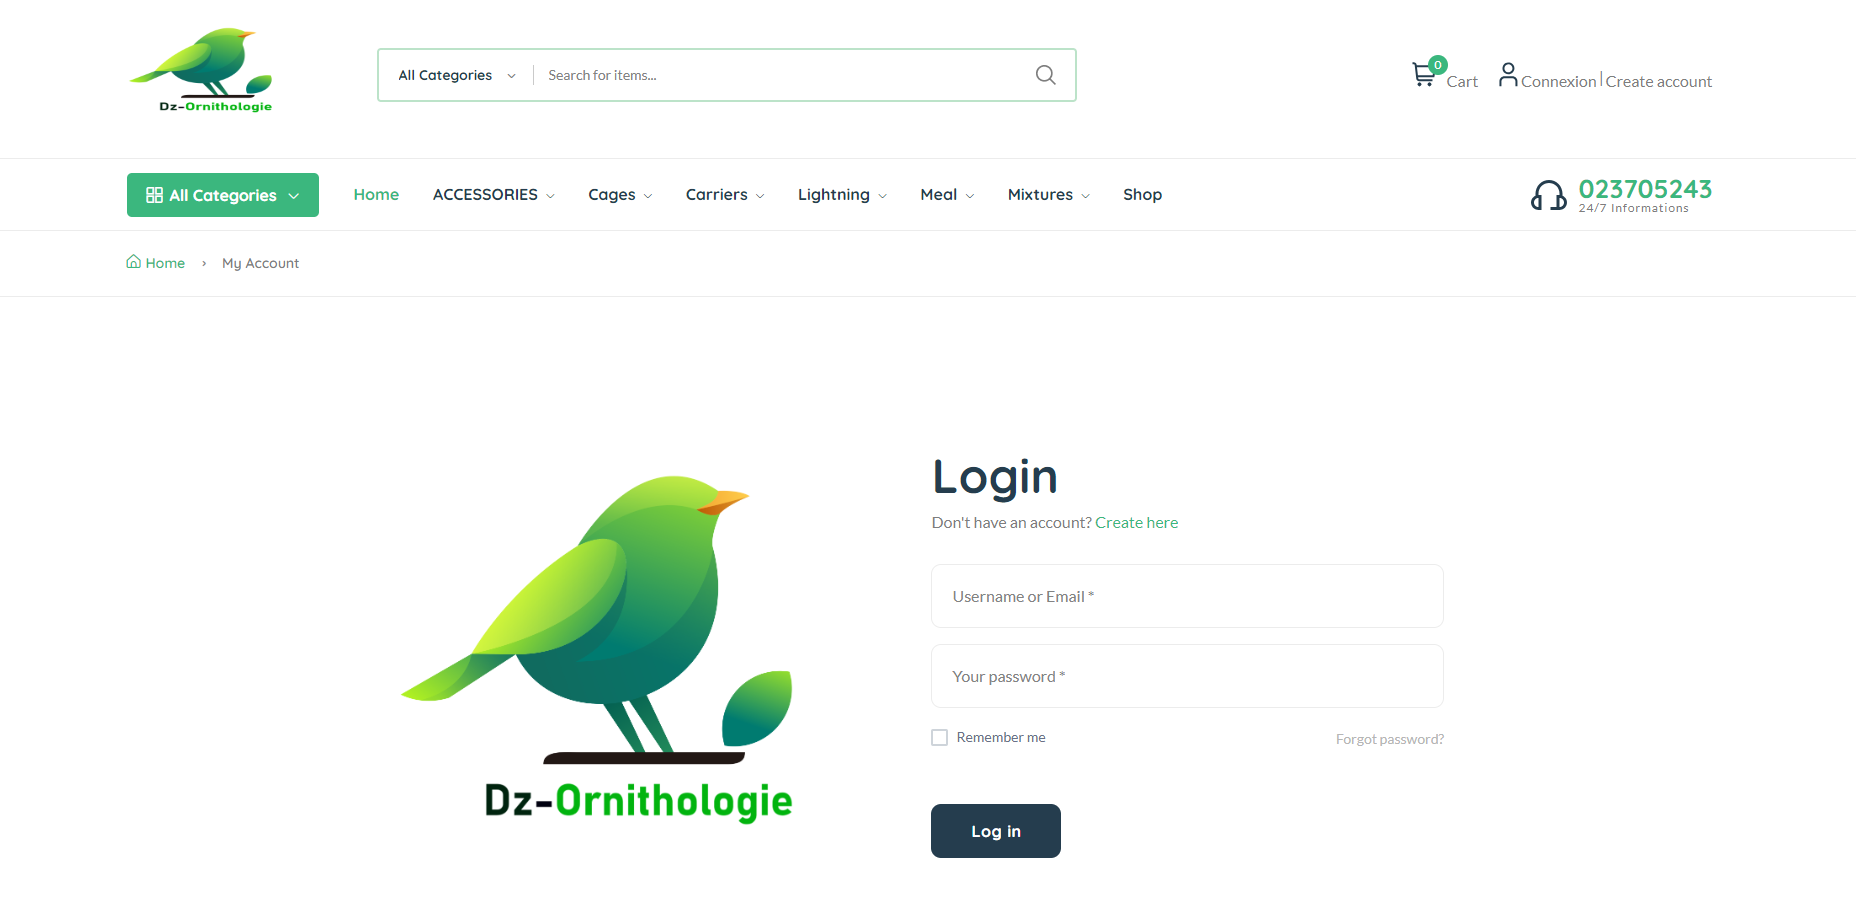 Dz-Ornithologie
All Categories
Search for items...
0
Cart
Connexion | Create account
All Categories
Home
ACCESSORIES
Cages
Carriers
Lightning
Meal
Mixtures
Shop
023705243
24/7 Informations
Home › My Account
Dz-Ornithologie
Login
Don't have an account? Create here
Username or Email *
Your password *
Remember me
Forgot password?
Log in